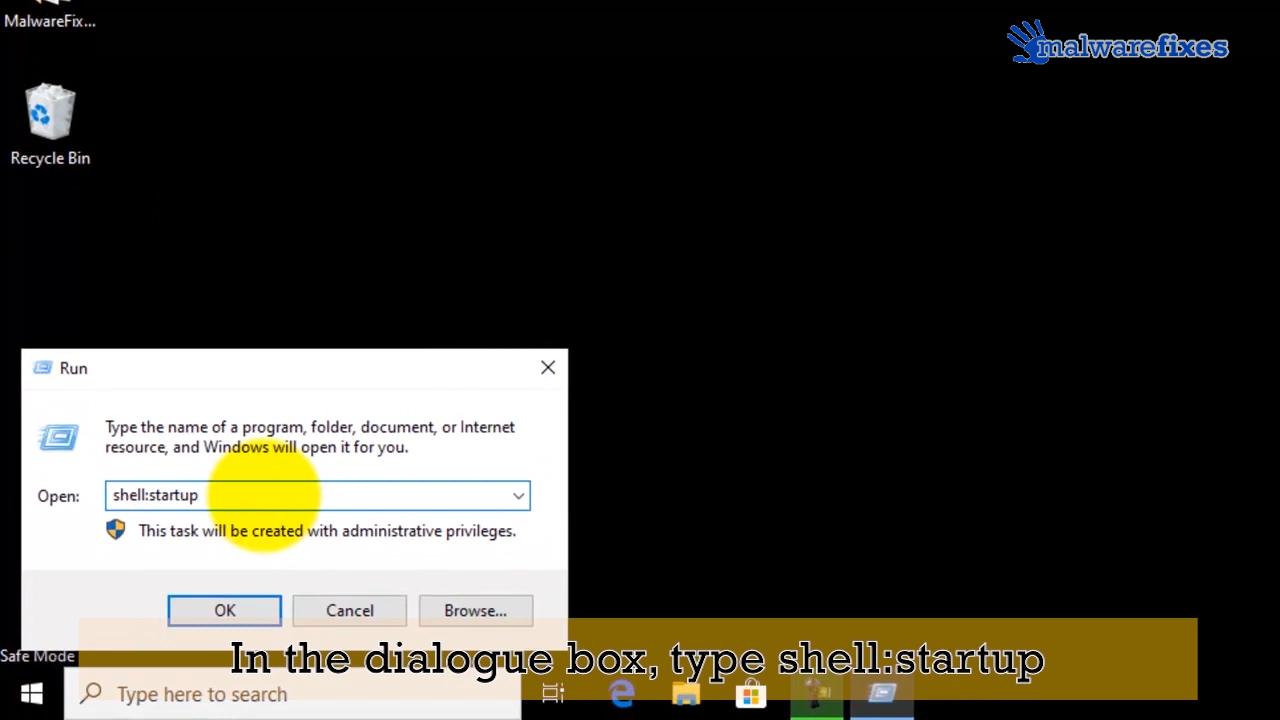 MalwareFix...
malwarefixes
Recycle Bin
Run
Type the name of a program, folder, document, or Internet
resource, and Windows will open it for you.
Open:
shell:startup
This task will be created with administrative privileges.
OK
Cancel
Browse...
In the dialogue box, type shell:startup
Safe Mode
Type here to search